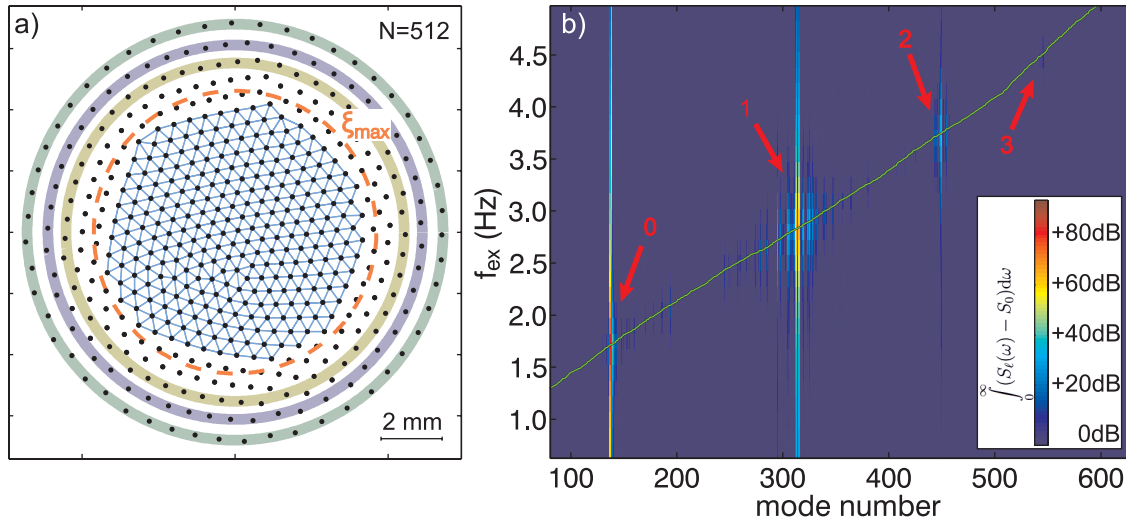 a)
N=512
ξmax
2 mm
b)
f_ex (Hz)
4.5
4.0
3.5
3.0
2.5
2.0
1.5
1.0
0
1
2
3
+80dB
+60dB
+40dB
+20dB
0dB
∫₀^∞ (S_ℓ(ω) − S₀)dω
100 200 300 400 500 600
mode number